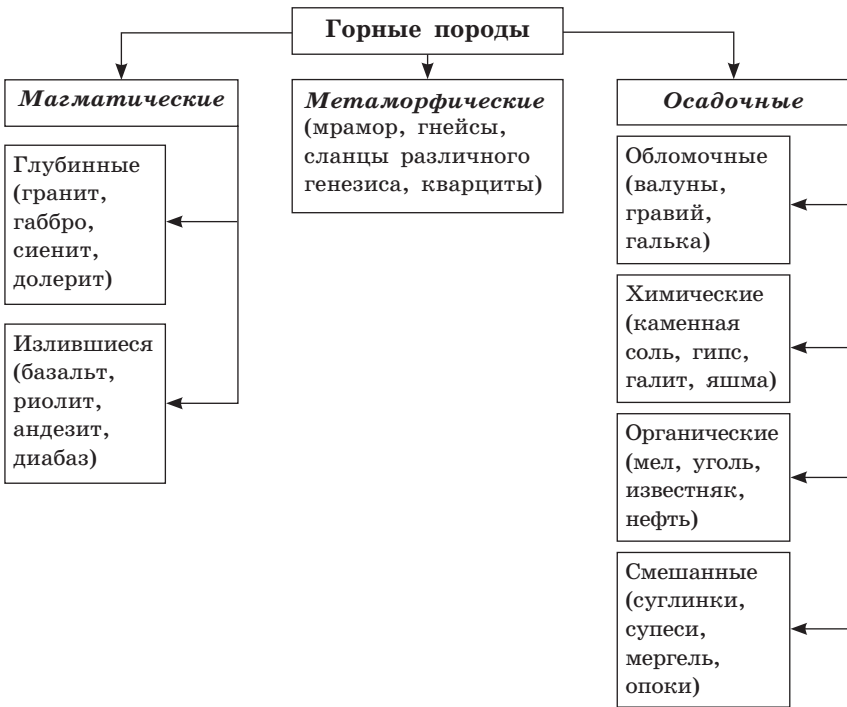 Горные породы
Магматические
Глубинные
(гранит,
габбро,
сиенит,
долерит)
Излившиеся
(базальт,
риолит,
андезит,
диабаз)
Метаморфические
(мрамор, гнейсы,
сланцы различного
генезиса, кварциты)
Осадочные
Обломочные
(валуны,
гравий,
галька)
Химические
(каменная
соль, гипс,
галит, яшма)
Органические
(мел, уголь,
известняк,
нефть)
Смешанные
(суглинки,
супеси,
мергель,
опоки)